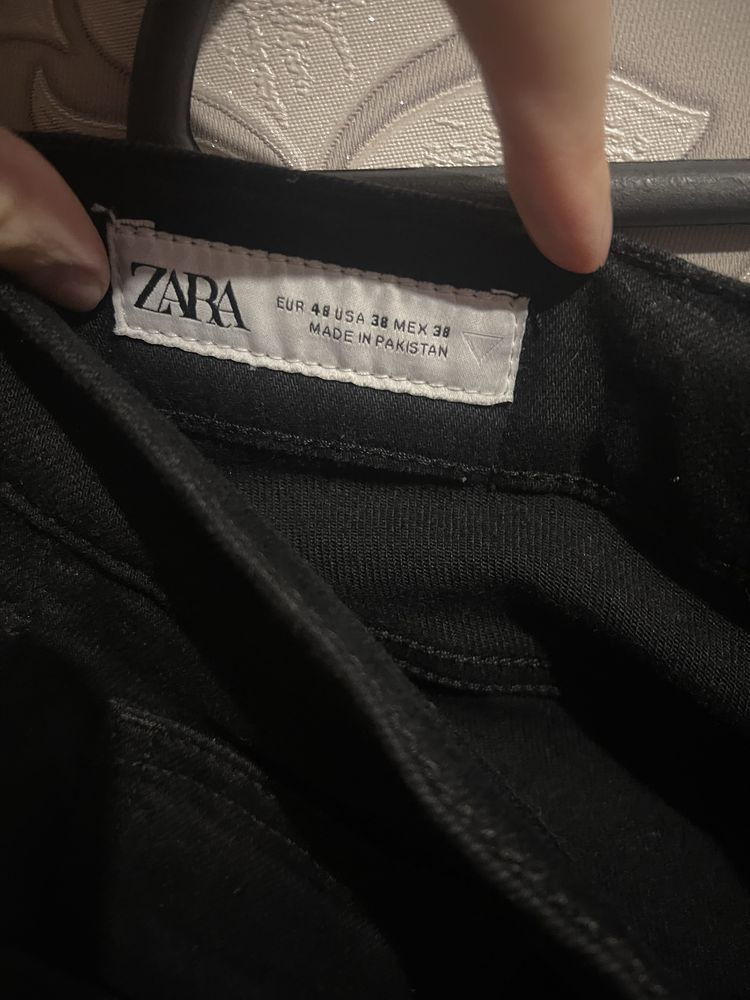 ZARA
EUR 48 USA 38 MEX 38
MADE IN PAKISTAN